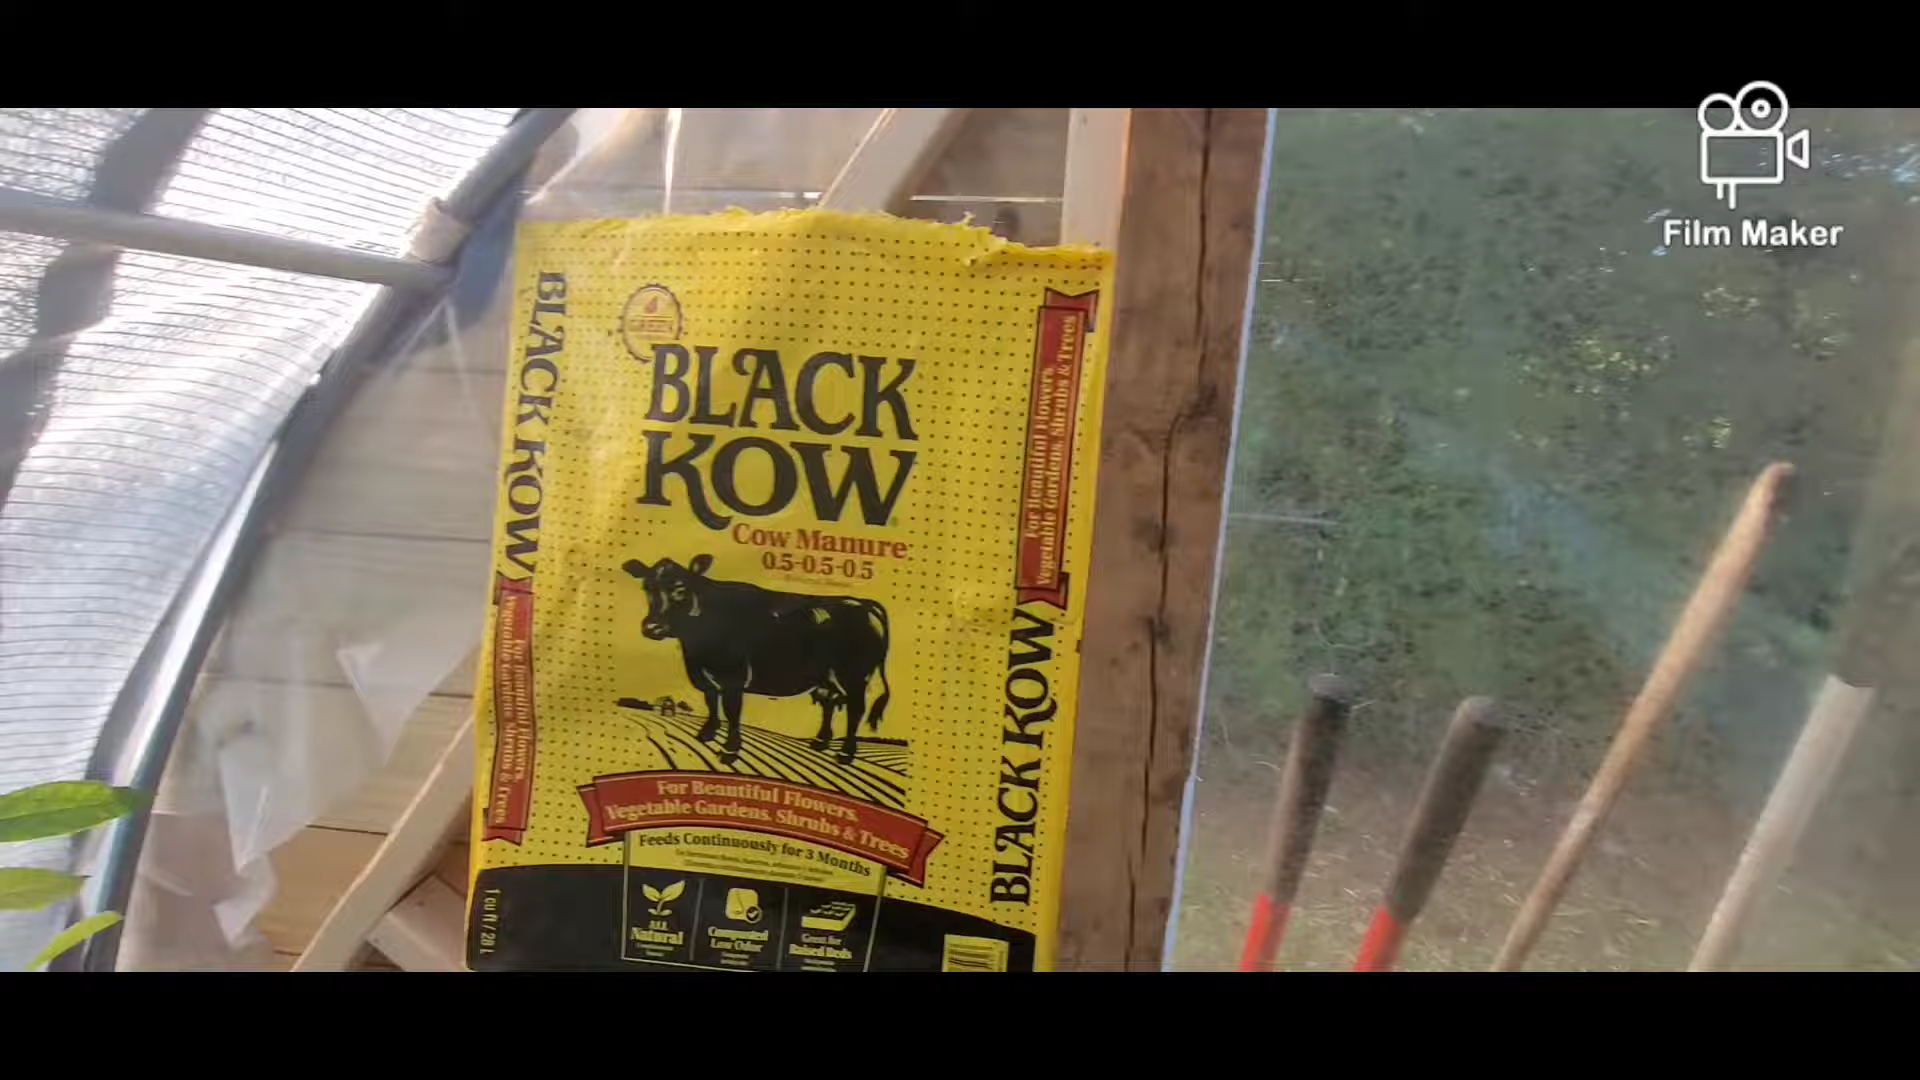 Film Maker
4
GREEN
BLACK
KOW
Cow Manure
0.5-0.5-0.5
BLACK KOW
For Beautiful Flowers,
Vegetable Gardens, Shrubs & Trees
For Beautiful Flowers,
Vegetable Gardens, Shrubs & Trees
BLACK KOW
For Beautiful Flowers,
Vegetable Gardens, Shrubs & Trees
Feeds Continuously for 3 Months
ALL
Natural
Composted
Low Odor
Great for
Raised Beds
1 cu ft / 28 L